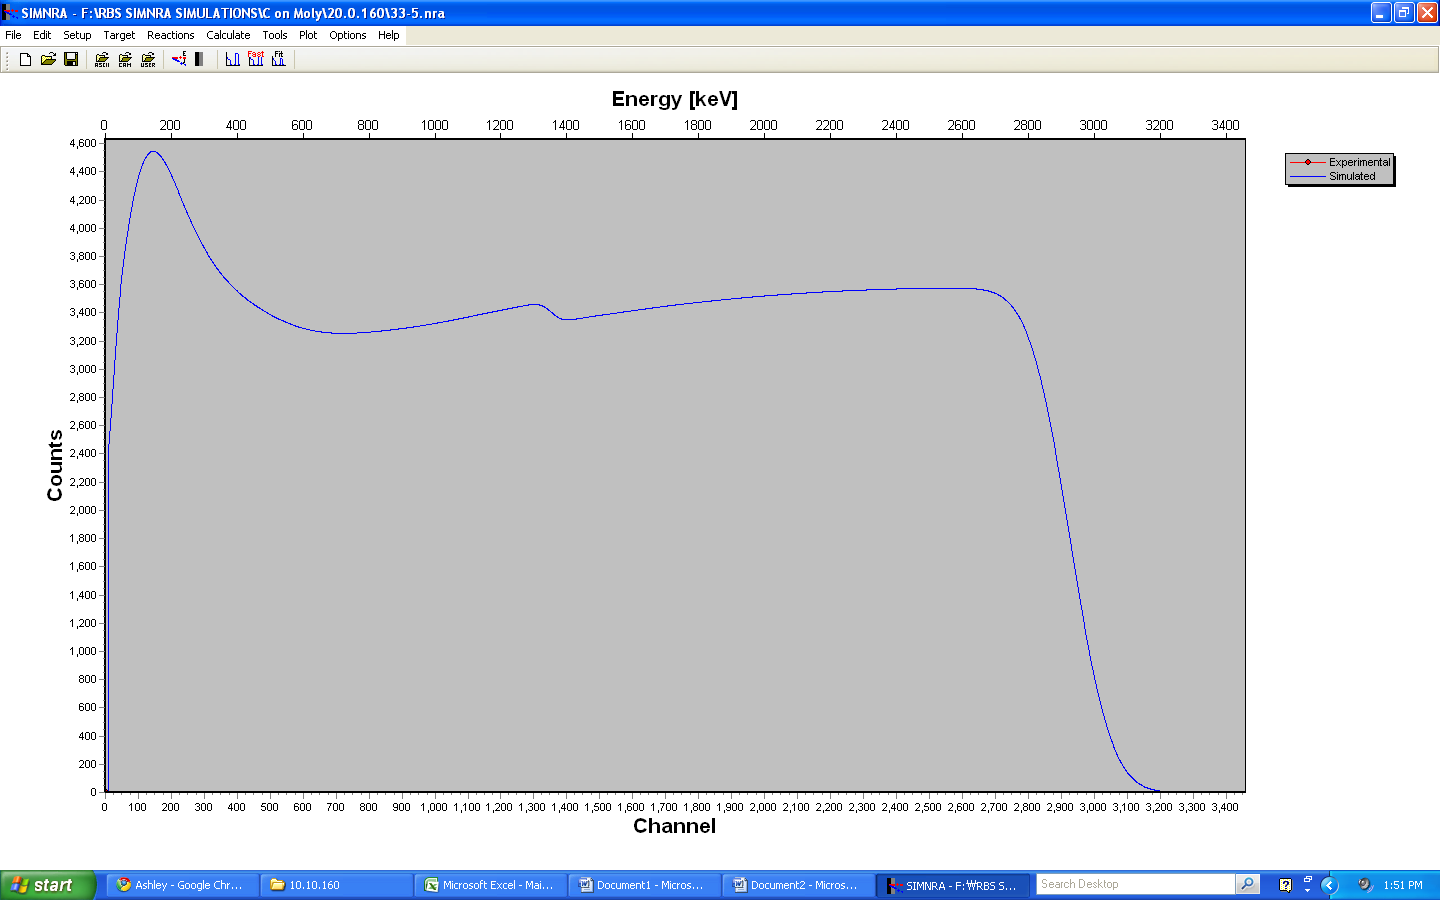 SIMNRA - F:\RBS SIMNRA SIMULATIONS\C on Moly\20.0.160\33-5.nra
File Edit Setup Target Reactions Calculate Tools Plot Options Help
ASCII CAM USER E Fast Fit
Energy [keV]
0 200 400 600 800 1000 1200 1400 1600 1800 2000 2200 2400 2600 2800 3000 3200 3400
4,600
4,400
4,200
4,000
3,800
3,600
3,400
3,200
3,000
2,800
2,600
2,400
2,200
2,000
1,800
1,600
1,400
1,200
1,000
800
600
400
200
0
Counts
Experimental
Simulated
0 100 200 300 400 500 600 700 800 900 1,000 1,100 1,200 1,300 1,400 1,500 1,600 1,700 1,800 1,900 2,000 2,100 2,200 2,300 2,400 2,500 2,600 2,700 2,800 2,900 3,000 3,100 3,200 3,300 3,400
Channel
start Ashley - Google Chr... 10.10.160 Microsoft Excel - Mai... Document1 - Micros... Document2 - Micros... SIMNRA - F:₩RBS S... Search Desktop 1:51 PM